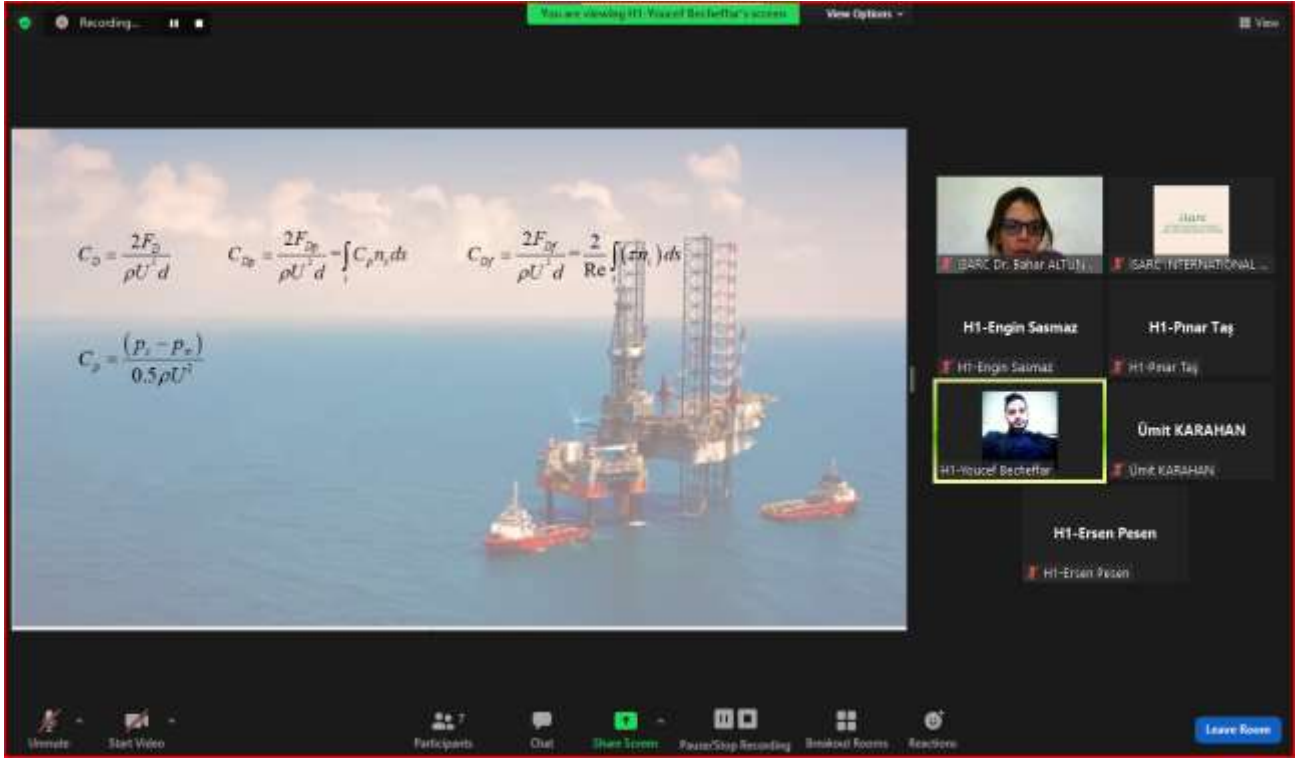 Recording...
You are viewing H1-Youcef Becheffar's screen
View Options
View
C_D = 2F_D / ρU²d
C_Dp = 2F_Dp / ρU²d = ∫ C_p n_x ds
C_Df = 2F_Df / ρU²d = 2/Re ∫ (τn_x) ds
C_p = (p_s − p_∞) / 0.5ρU²
ISARC Dr. Bahar ALTUN...
ISARC INTERNATIONAL ...
H1-Engin Sasmaz
H1-Pınar Taş
H1-Engin Sasmaz
H1-Pınar Taş
Ümit KARAHAN
H1-Youcef Becheffar
Ümit KARAHAN
H1-Ersen Pesen
H1-Ersen Pesen
7
Unmute
Start Video
Participants
Chat
Share Screen
Pause/Stop Recording
Breakout Rooms
Reactions
Leave Room